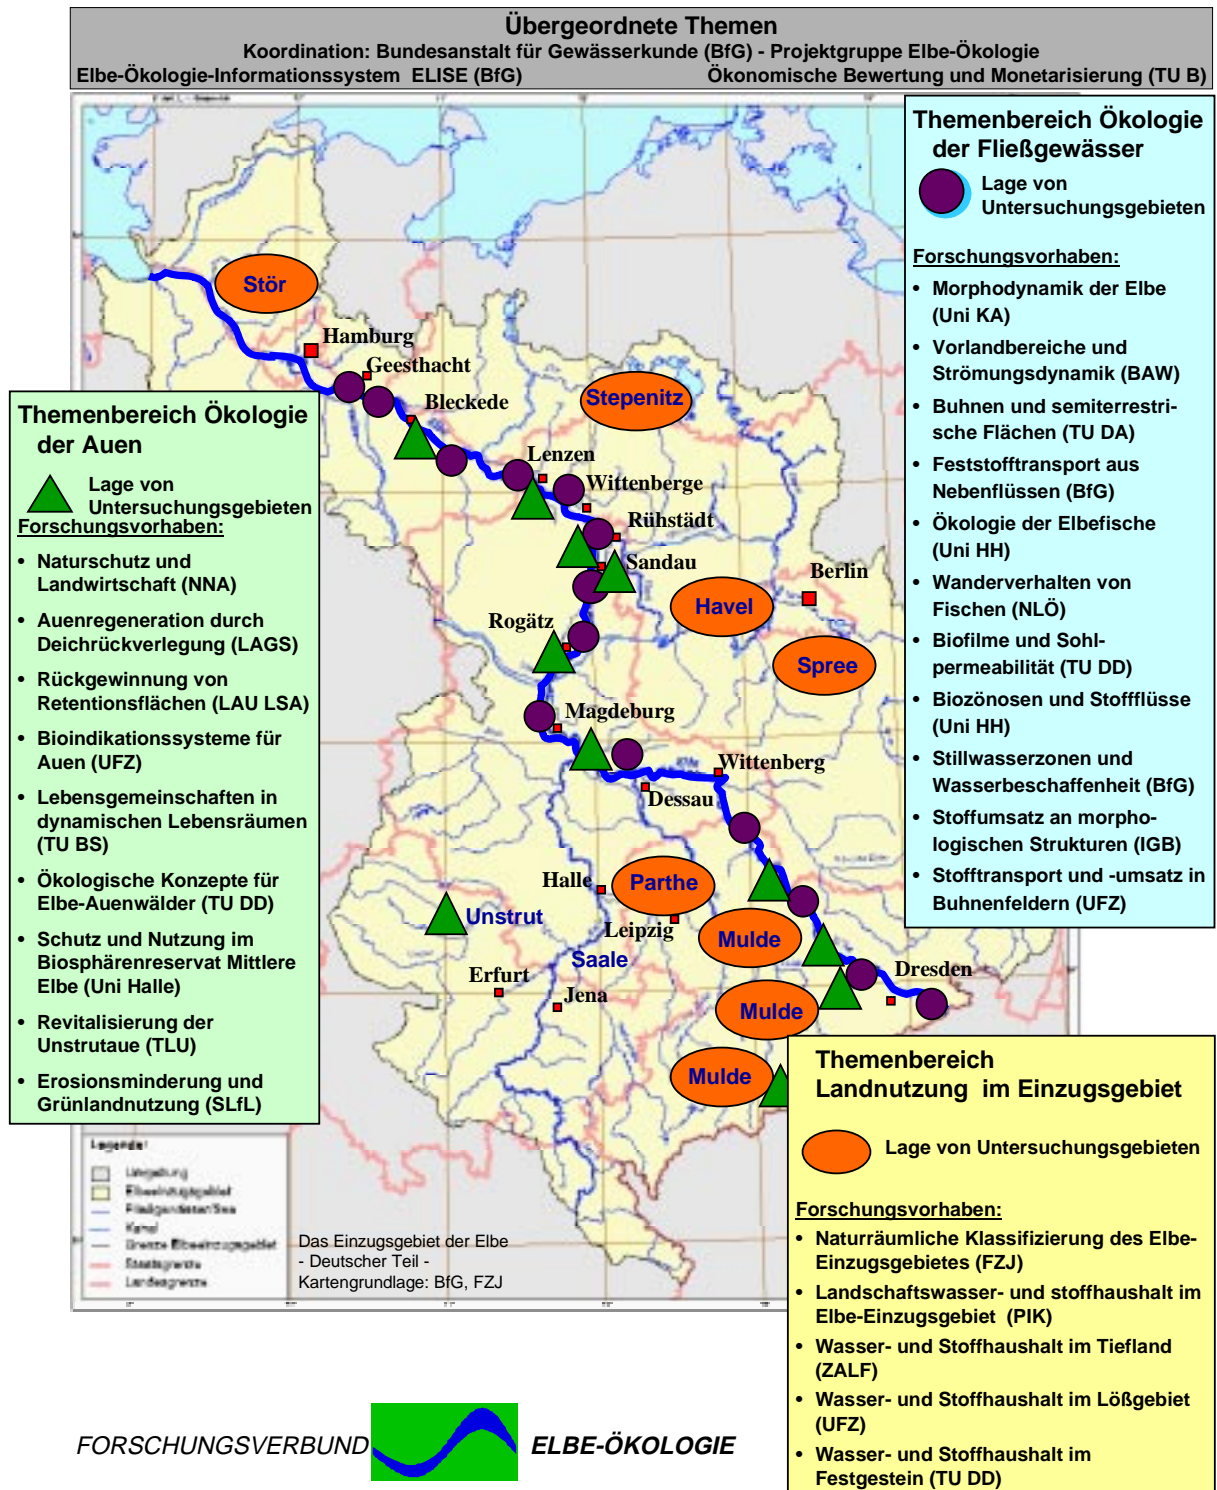 Übergeordnete Themen
Koordination: Bundesanstalt für Gewässerkunde (BfG) - Projektgruppe Elbe-Ökologie
Elbe-Ökologie-Informationssystem ELISE (BfG) Ökonomische Bewertung und Monetarisierung (TU B)
Themenbereich Ökologie
der Fließgewässer
Lage von
Untersuchungsgebieten
Forschungsvorhaben:
• Morphodynamik der Elbe
(Uni KA)
• Vorlandbereiche und
Strömungsdynamik (BAW)
• Buhnen und semiterrestri-
sche Flächen (TU DA)
• Feststofftransport aus
Nebenflüssen (BfG)
• Ökologie der Elbefische
(Uni HH)
• Wanderverhalten von
Fischen (NLÖ)
• Biofilme und Sohl-
permeabilität (TU DD)
• Biozönosen und Stoffflüsse
(Uni HH)
• Stillwasserzonen und
Wasserbeschaffenheit (BfG)
• Stoffumsatz an morpho-
logischen Strukturen (IGB)
• Stofftransport und -umsatz in
Buhnenfeldern (UFZ)
Stör
Hamburg
Geesthacht
Bleckede
Stepenitz
Lenzen
Wittenberge
Rühstädt
Sandau
Berlin
Havel
Rogätz
Spree
Magdeburg
Wittenberg
Dessau
Halle
Parthe
Unstrut
Leipzig
Mulde
Saale
Erfurt
Dresden
Jena
Mulde
Mulde
Themenbereich Ökologie
der Auen
Lage von
Untersuchungsgebieten
Forschungsvorhaben:
• Naturschutz und
Landwirtschaft (NNA)
• Auenregeneration durch
Deichrückverlegung (LAGS)
• Rückgewinnung von
Retentionsflächen (LAU LSA)
• Bioindikationssysteme für
Auen (UFZ)
• Lebensgemeinschaften in
dynamischen Lebensräumen
(TU BS)
• Ökologische Konzepte für
Elbe-Auenwälder (TU DD)
• Schutz und Nutzung im
Biosphärenreservat Mittlere
Elbe (Uni Halle)
• Revitalisierung der
Unstrutaue (TLU)
• Erosionsminderung und
Grünlandnutzung (SLfL)
Legende:
Elbeeinzugsgebiet
Kanal
Grenze Elbeeinzugsgebiet
Staatsgrenze
Landesgrenze
Das Einzugsgebiet der Elbe
- Deutscher Teil -
Kartengrundlage: BfG, FZJ
Themenbereich
Landnutzung im Einzugsgebiet
Lage von Untersuchungsgebieten
Forschungsvorhaben:
• Naturräumliche Klassifizierung des Elbe-
Einzugsgebietes (FZJ)
• Landschaftswasser- und stoffhaushalt im
Elbe-Einzugsgebiet (PIK)
• Wasser- und Stoffhaushalt im Tiefland
(ZALF)
• Wasser- und Stoffhaushalt im Lößgebiet
(UFZ)
• Wasser- und Stoffhaushalt im
Festgestein (TU DD)
FORSCHUNGSVERBUND ELBE-ÖKOLOGIE